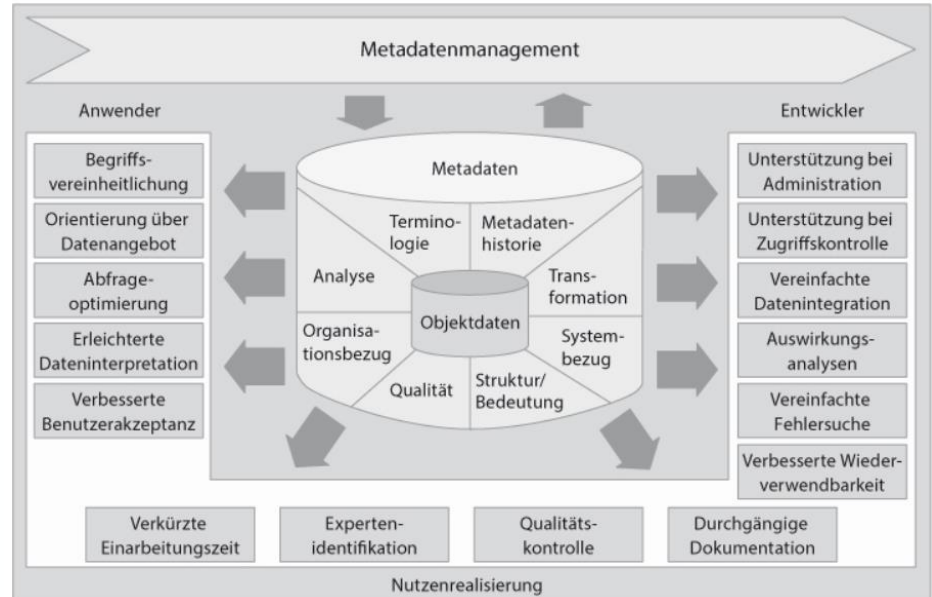 Metadatenmanagement
Anwender
Entwickler
Begriffs-
vereinheitlichung
Orientierung über
Datenangebot
Abfrage-
optimierung
Erleichterte
Dateninterpretation
Verbesserte
Benutzerakzeptanz
Metadaten
Termino-
logie
Metadaten-
historie
Analyse
Trans-
formation
Objektdaten
Organisa-
tionsbezug
System-
bezug
Qualität
Struktur/
Bedeutung
Unterstützung bei
Administration
Unterstützung bei
Zugriffskontrolle
Vereinfachte
Datenintegration
Auswirkungs-
analysen
Vereinfachte
Fehlersuche
Verbesserte Wieder-
verwendbarkeit
Verkürzte
Einarbeitungszeit
Experten-
identifikation
Qualitäts-
kontrolle
Durchgängige
Dokumentation
Nutzenrealisierung